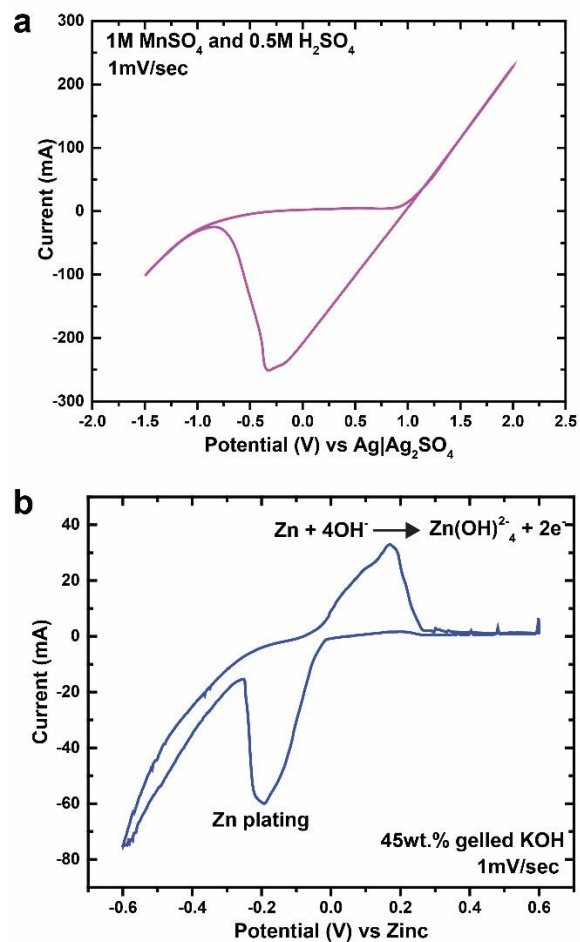 a
1M MnSO₄ and 0.5M H₂SO₄
1mV/sec
300
200
100
0
-100
-200
-300
Current (mA)
-2.0 -1.5 -1.0 -0.5 0.0 0.5 1.0 1.5 2.0 2.5
Potential (V) vs Ag|Ag₂SO₄
b
Zn + 4OH⁻ → Zn(OH)²⁻₄ + 2e⁻
40
20
0
-20
-40
-60
-80
Current (mA)
Zn plating
45wt.% gelled KOH
1mV/sec
-0.6 -0.4 -0.2 0.0 0.2 0.4 0.6
Potential (V) vs Zinc